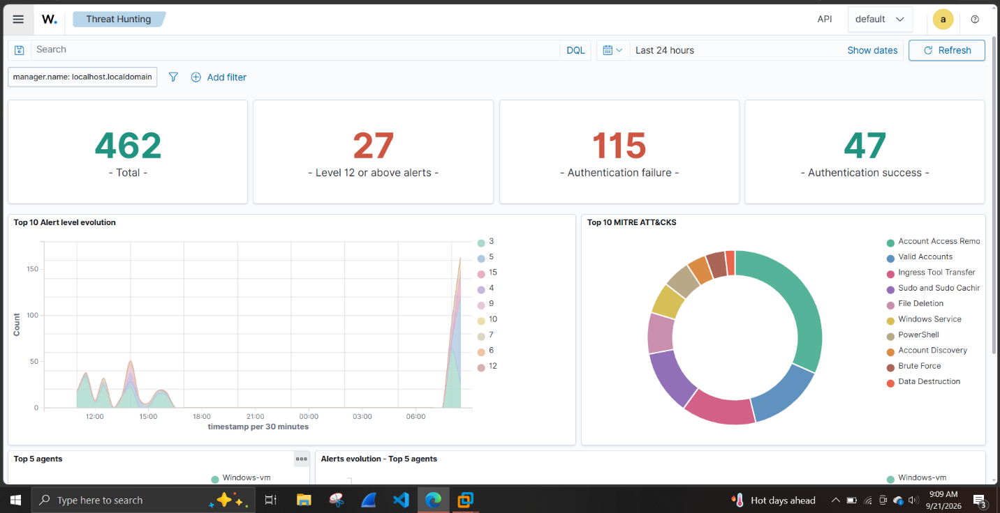 W. Threat Hunting API default a
Search DQL Last 24 hours Show dates Refresh
manager.name: localhost.localdomain Add filter
462
- Total -
27
- Level 12 or above alerts -
115
- Authentication failure -
47
- Authentication success -
Top 10 Alert level evolution
Count
150
100
50
0
12:00 15:00 18:00 21:00 00:00 03:00 06:00
timestamp per 30 minutes
3
5
15
4
9
10
7
6
12
Top 10 MITRE ATT&CKS
Account Access Remo
Valid Accounts
Ingress Tool Transfer
Sudo and Sudo Cachin
File Deletion
Windows Service
PowerShell
Account Discovery
Brute Force
Data Destruction
Top 5 agents
Windows-vm
Alerts evolution - Top 5 agents
Windows-vm
Type here to search
Hot days ahead
9:09 AM
9/21/2026
3